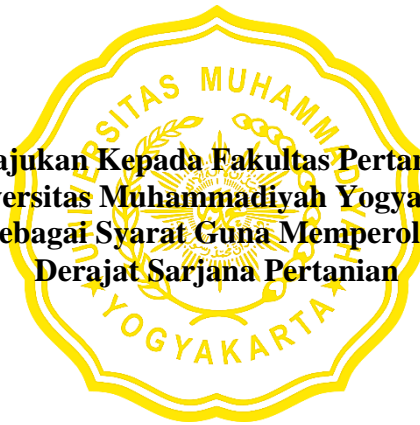 UNIVERSITAS MUHAMMADIYAH
ajukan Kepada Fakultas Pertan
versitas Muhammadiyah Yogya
ebagai Syarat Guna Memperol
Derajat Sarjana Pertanian
YOGYAKARTA